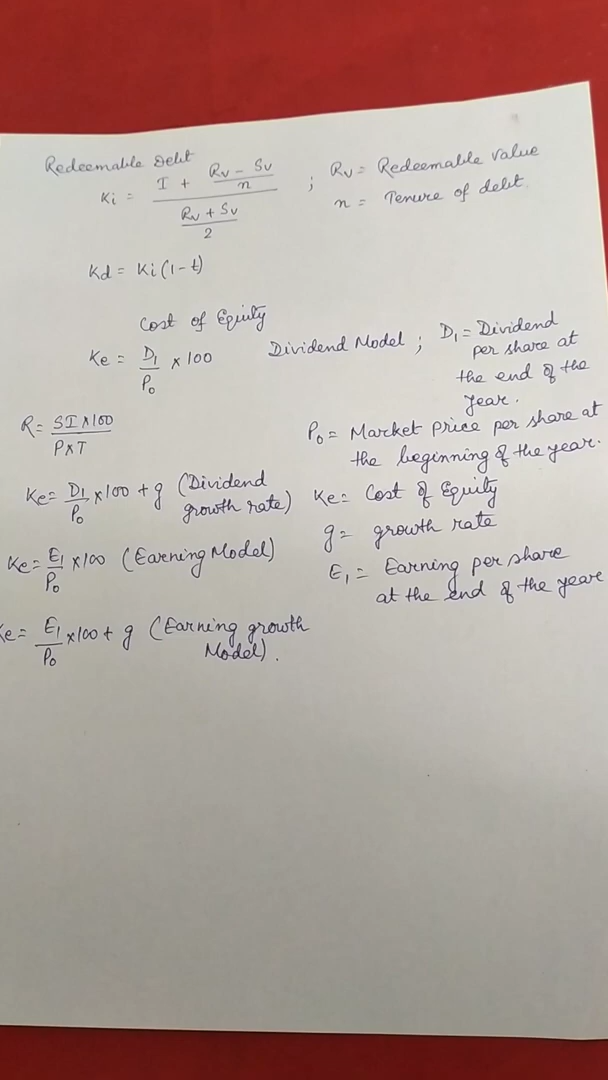 Redeemable Debt
Ki = (I + (Rv - Sv)/n) / ((Rv + Sv)/2) ; Rv = Redeemable value
n = Tenure of debt.
Kd = Ki(1-t)
Cost of Equity
Ke = D1/P0 x 100 Dividend Model ; D1 = Dividend
per share at
the end of the
year.
R = SI x 100 / P x T
P0 = Market price per share at
the beginning of the year.
Ke = D1/P0 x 100 + g (Dividend
growth rate)
Ke = Cost of Equity
g = growth rate
Ke = E1/P0 x 100 (Earning Model)
E1 = Earning per share
at the end of the year
Ke = E1/P0 x 100 + g (Earning growth
Model).